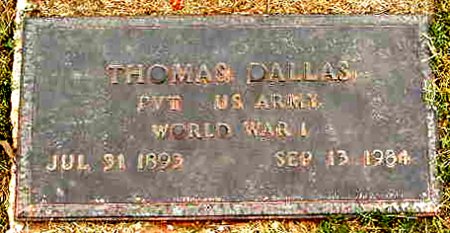 THOMAS DALLAS
PVT US ARMY
WORLD WAR I
JUL 31 1893 SEP 13 1984